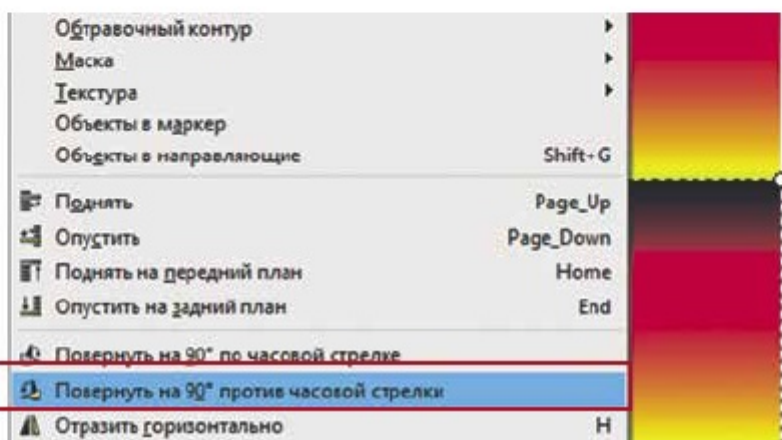 Обтравочный контур
Маска
Текстура
Объекты в маркер
Объекты в направляющие Shift+G
Поднять Page_Up
Опустить Page_Down
Поднять на передний план Home
Опустить на задний план End
Повернуть на 90° по часовой стрелке
Повернуть на 90° против часовой стрелки
Отразить горизонтально H